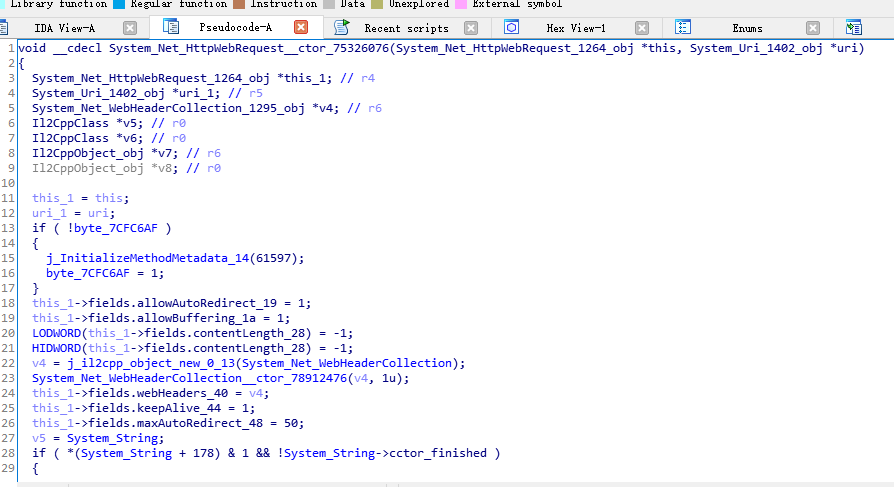 Library function Regular function Instruction Data Unexplored External symbol
IDA View-A Pseudocode-A Recent scripts Hex View-1 Enums
1 void __cdecl System_Net_HttpWebRequest__ctor_75326076(System_Net_HttpWebRequest_1264_obj *this, System_Uri_1402_obj *uri)
2 {
3 System_Net_HttpWebRequest_1264_obj *this_1; // r4
4 System_Uri_1402_obj *uri_1; // r5
5 System_Net_WebHeaderCollection_1295_obj *v4; // r6
6 Il2CppClass *v5; // r0
7 Il2CppClass *v6; // r0
8 Il2CppObject_obj *v7; // r6
9 Il2CppObject_obj *v8; // r0
10
11 this_1 = this;
12 uri_1 = uri;
13 if ( !byte_7CFC6AF )
14 {
15 j_InitializeMethodMetadata_14(61597);
16 byte_7CFC6AF = 1;
17 }
18 this_1->fields.allowAutoRedirect_19 = 1;
19 this_1->fields.allowBuffering_1a = 1;
20 LODWORD(this_1->fields.contentLength_28) = -1;
21 HIDWORD(this_1->fields.contentLength_28) = -1;
22 v4 = j_il2cpp_object_new_0_13(System_Net_WebHeaderCollection);
23 System_Net_WebHeaderCollection__ctor_78912476(v4, 1u);
24 this_1->fields.webHeaders_40 = v4;
25 this_1->fields.keepAlive_44 = 1;
26 this_1->fields.maxAutoRedirect_48 = 50;
27 v5 = System_String;
28 if ( *(System_String + 178) & 1 && !System_String->cctor_finished )
29 {